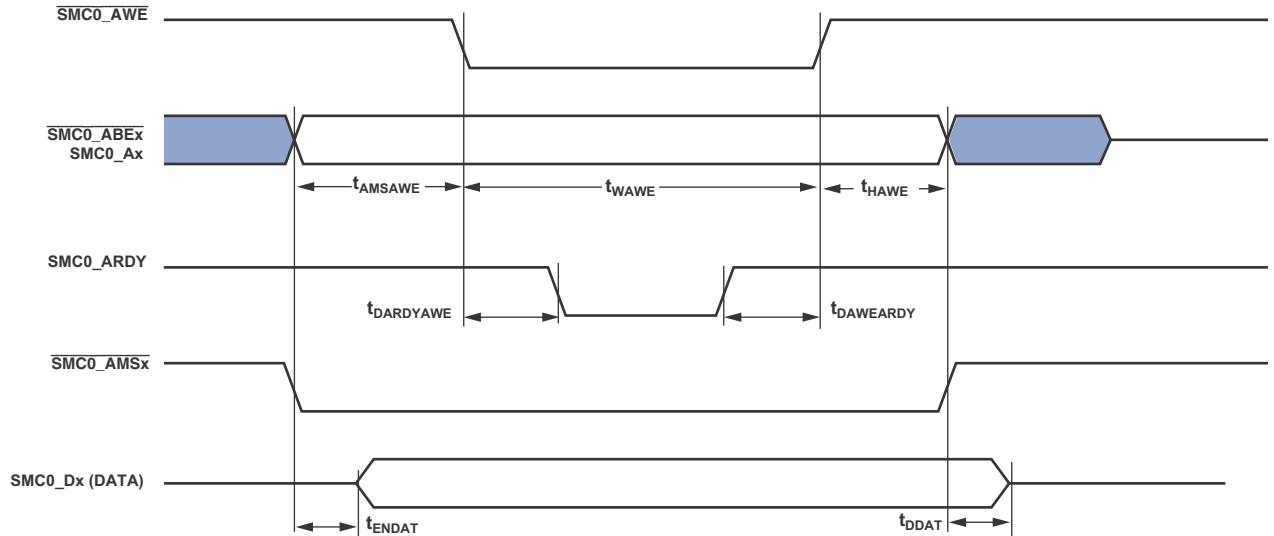 SMC0_AWE
SMC0_ABEx
SMC0_Ax
tAMSAWE
tWAWE
tHAWE
SMC0_ARDY
tDARDYAWE
tDAWEARDY
SMC0_AMSx
SMC0_Dx (DATA)
tENDAT
tDDAT